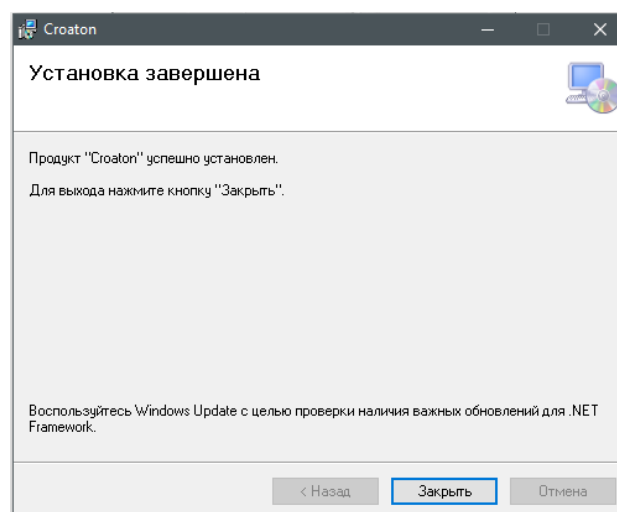 Croaton
Установка завершена
Продукт "Croaton" успешно установлен.
Для выхода нажмите кнопку "Закрыть".
Воспользуйтесь Windows Update с целью проверки наличия важных обновлений для .NET
Framework.
< Назад
Закрыть
Отмена